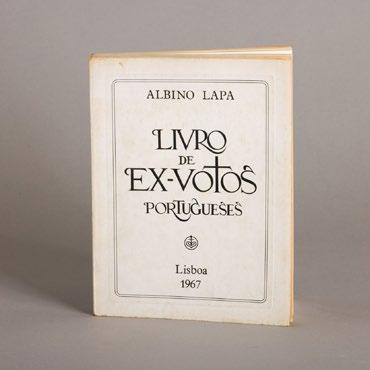 ALBINO LAPA
LIVRO
DE
EX-VOTOS
PORTUGUESES
Lisboa
1967